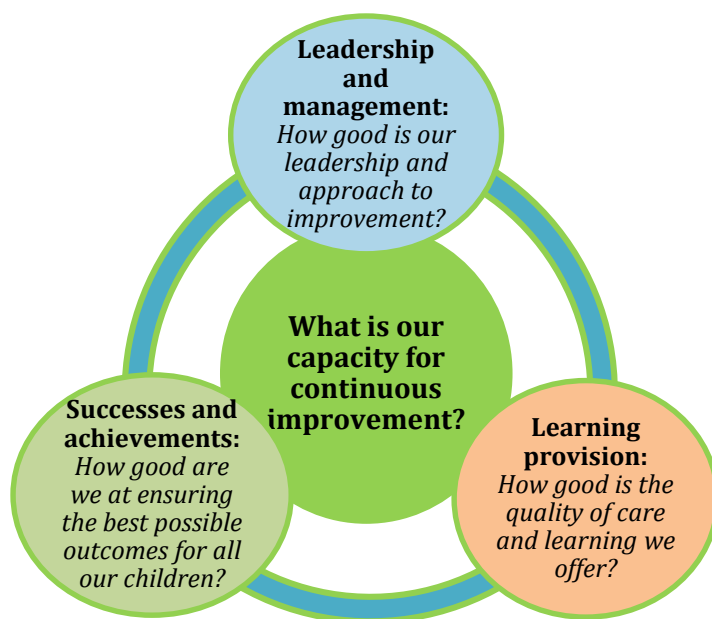 Leadership
and
management:
How good is our
leadership and
approach to
improvement?
What is our
capacity for
continuous
improvement?
Successes and
achievements:
How good are
we at ensuring
the best possible
outcomes for all
our children?
Learning
provision:
How good is the
quality of care
and learning we
offer?